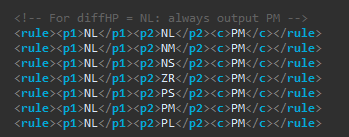 <!-- For diffHP = NL: always output PM -->
<rule><p1>NL</p1><p2>NL</p2><c>PM</c></rule>
<rule><p1>NL</p1><p2>NM</p2><c>PM</c></rule>
<rule><p1>NL</p1><p2>NS</p2><c>PM</c></rule>
<rule><p1>NL</p1><p2>ZR</p2><c>PM</c></rule>
<rule><p1>NL</p1><p2>PS</p2><c>PM</c></rule>
<rule><p1>NL</p1><p2>PM</p2><c>PM</c></rule>
<rule><p1>NL</p1><p2>PL</p2><c>PM</c></rule>